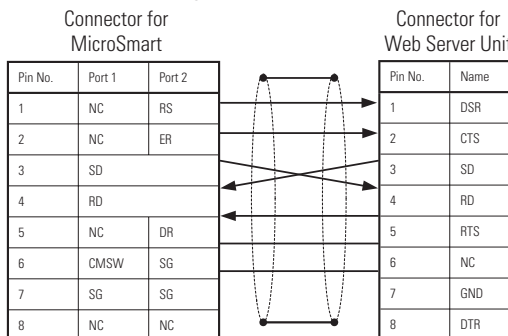 Connector for
MicroSmart
Connector for
Web Server Unit
Pin No. Port 1 Port 2
1 NC RS
2 NC ER
3 SD
4 RD
5 NC DR
6 CMSW SG
7 SG SG
8 NC NC
Pin No. Name
1 DSR
2 CTS
3 SD
4 RD
5 RTS
6 NC
7 GND
8 DTR